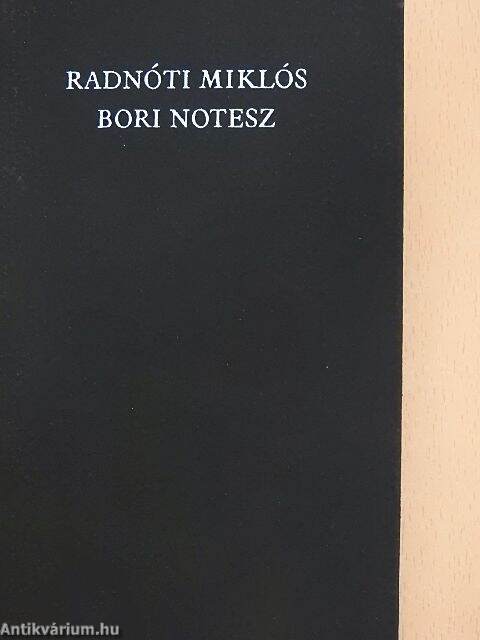 RADNÓTI MIKLÓS
BORI NOTESZ
Antikvárium.hu